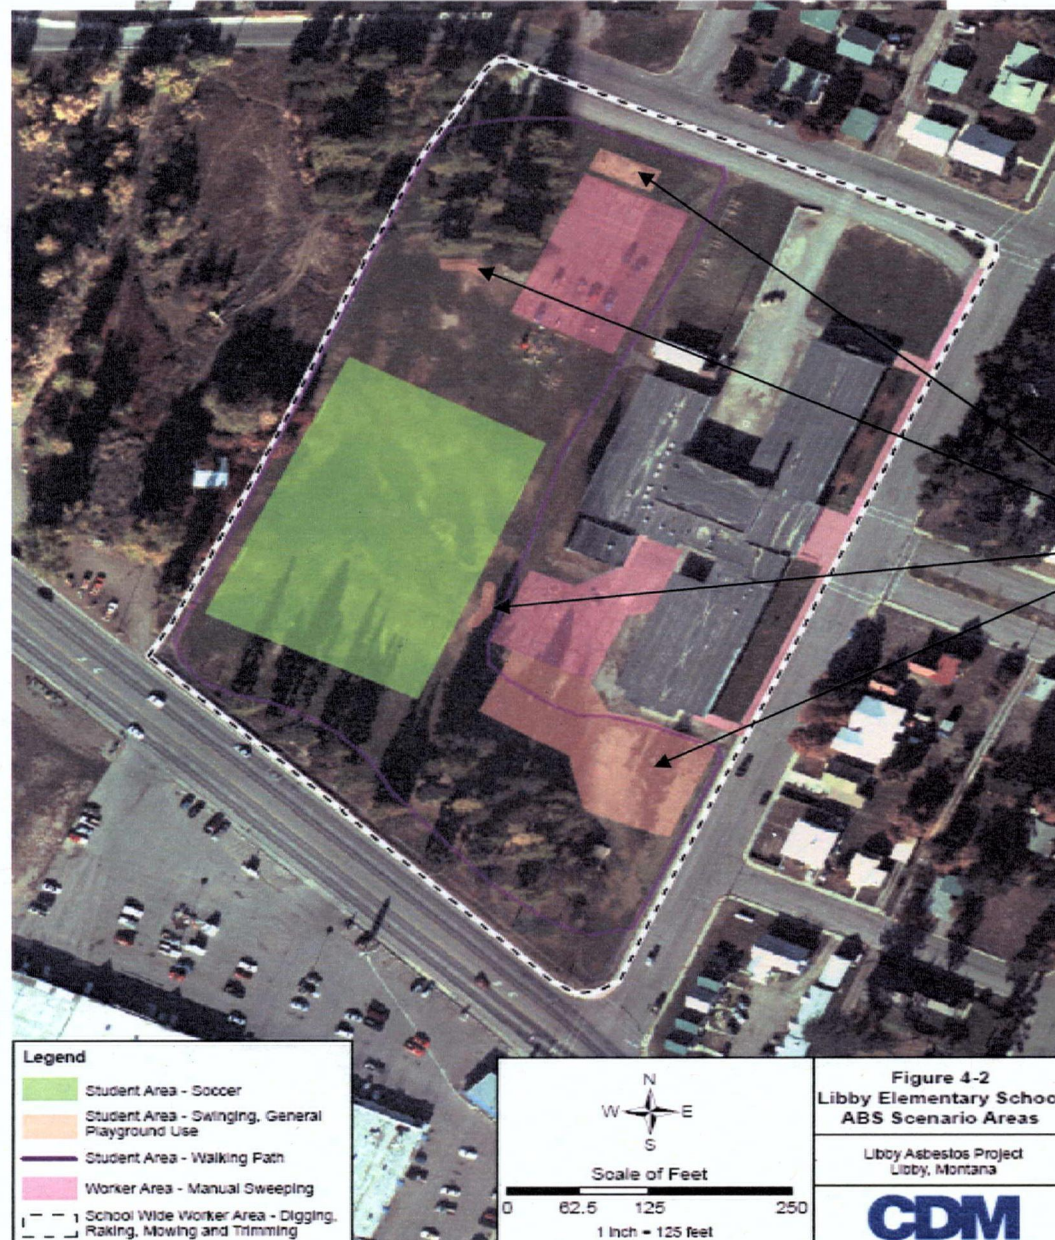 Legend
Student Area - Soccer
Student Area - Swinging, General
Playground Use
Student Area - Walking Path
Worker Area - Manual Sweeping
School Wide Worker Area - Digging,
Raking, Mowing and Trimming
N
W E
S
Scale of Feet
0 62.5 125 250
1 Inch = 125 feet
Figure 4-2
Libby Elementary Schoo
ABS Scenario Areas
Libby Asbestos Project
Libby, Montana
CDM